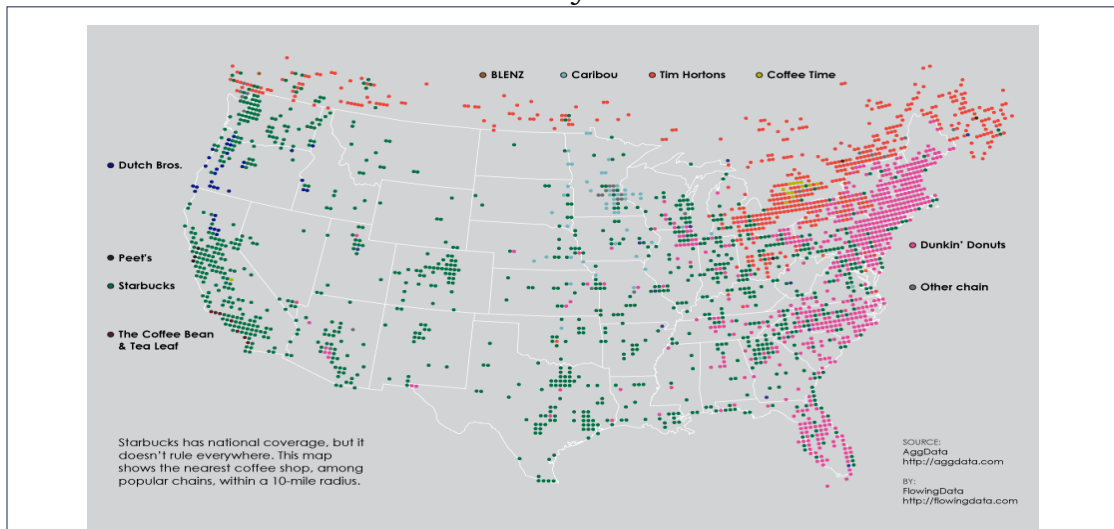 BLENZ
Caribou
Tim Hortons
Coffee Time
Dutch Bros.
Peet's
Starbucks
The Coffee Bean
& Tea Leaf
Dunkin' Donuts
Other chain
Starbucks has national coverage, but it
doesn't rule everywhere. This map
shows the nearest coffee shop, among
popular chains, within a 10-mile radius.
SOURCE:
AggData
http://aggdata.com
BY:
FlowingData
http://flowingdata.com